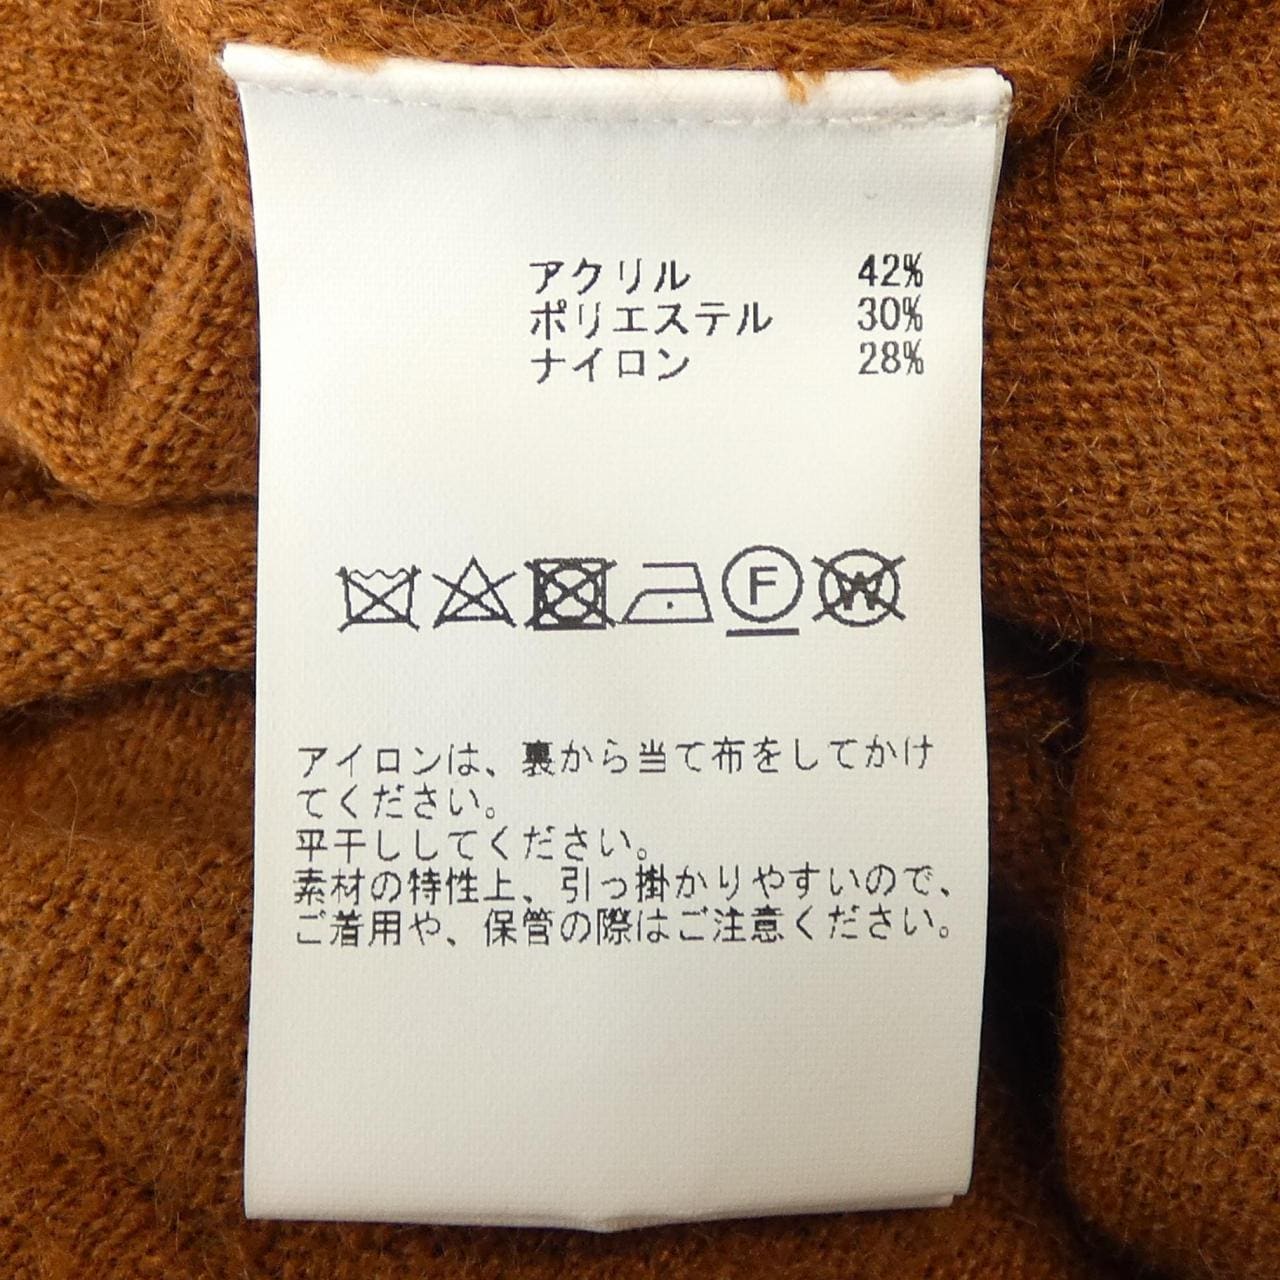 アクリル 42%
ポリエステル 30%
ナイロン 28%
F W
アイロンは、裏から当て布をしてかけ
てください。
平干ししてください。
素材の特性上、引っ掛かりやすいので、
ご着用や、保管の際はご注意ください。